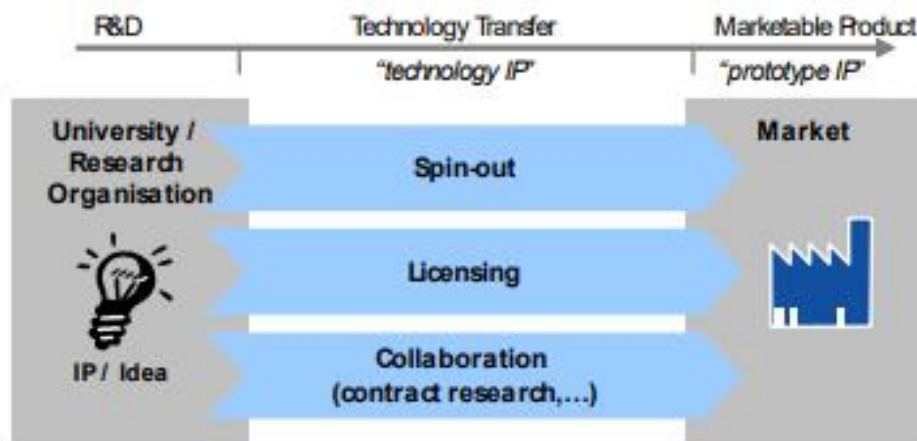 R&D
Technology Transfer
Marketable Product
"technology IP"
"prototype IP"
University /
Research
Organisation
IP / Idea
Spin-out
Licensing
Collaboration
(contract research,...)
Market